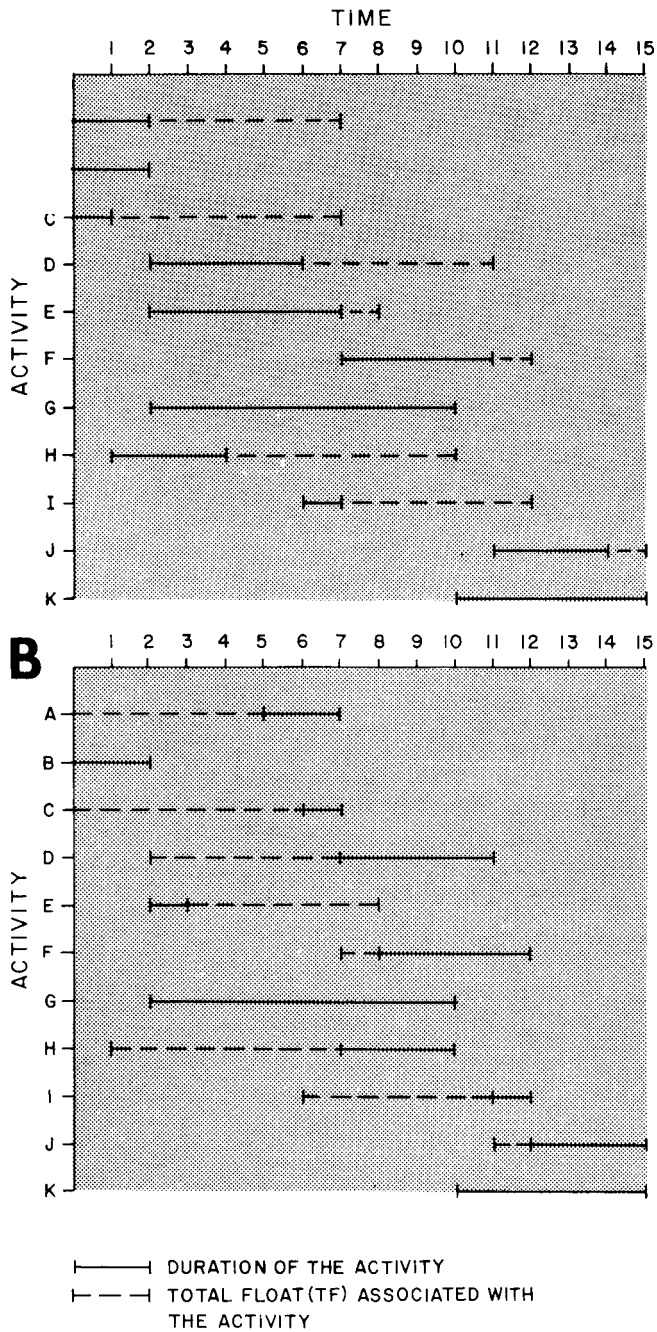 TIME
1 2 3 4 5 6 7 8 9 10 11 12 13 14 15
C
D
E
F
G
H
I
J
K
ACTIVITY
B
1 2 3 4 5 6 7 8 9 10 11 12 13 14 15
A
B
C
D
E
F
G
H
I
J
K
ACTIVITY
DURATION OF THE ACTIVITY
TOTAL FLOAT (TF) ASSOCIATED WITH
THE ACTIVITY